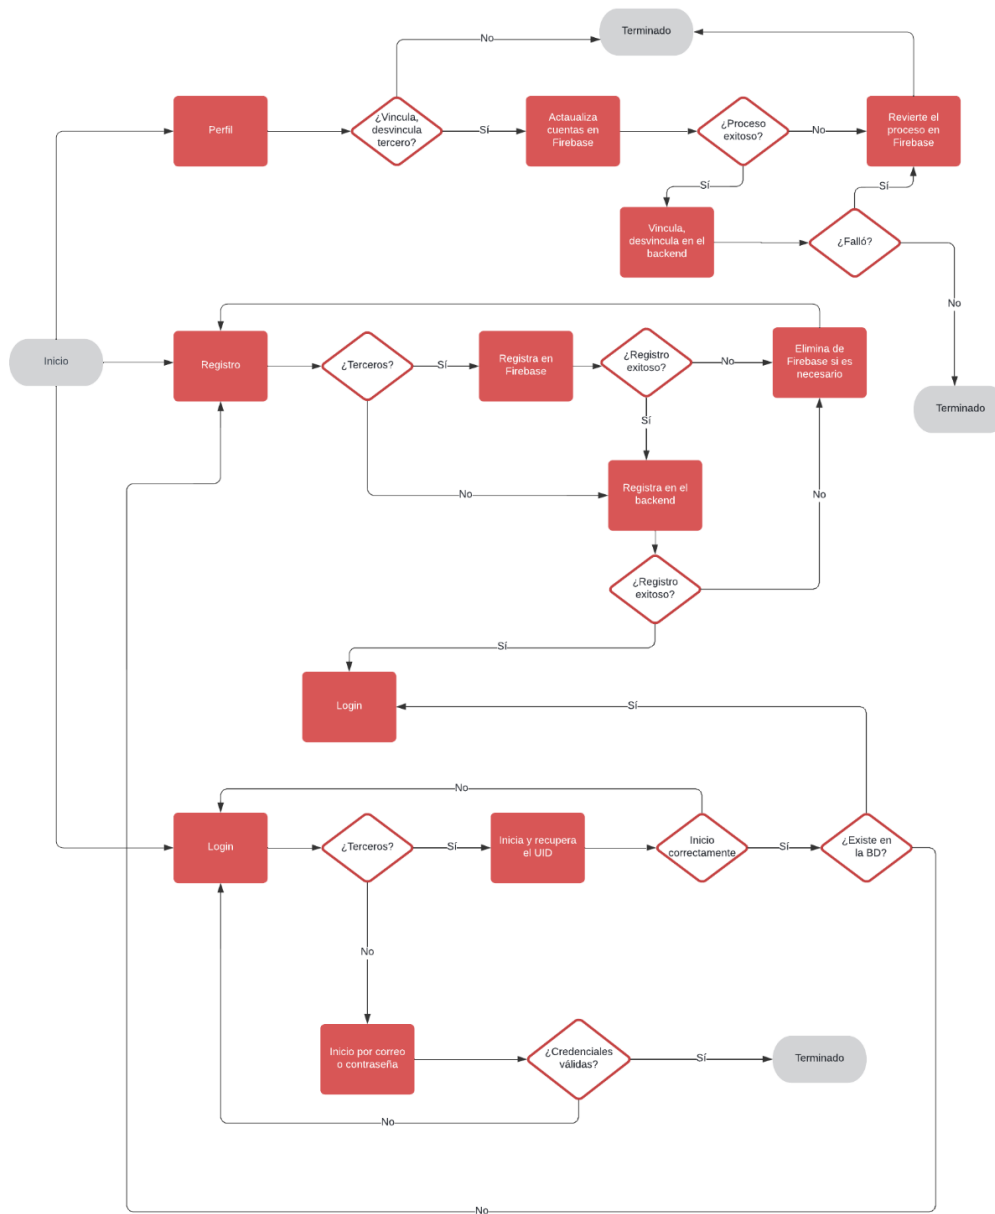 Terminado
No
Perfil
¿Vincula,
desvincula
tercero?
Sí
Actaualiza
cuentas en
Firebase
¿Proceso
exitoso?
No
Revierte el
proceso en
Firebase
Sí
Sí
Vincula,
desvincula en el
backend
¿Falló?
No
Inicio
Registro
¿Terceros?
Sí
Registra en
Firebase
¿Registro
exitoso?
No
Elimina de
Firebase si es
necesario
Terminado
Sí
No
Registra en el
backend
No
¿Registro
exitoso?
Sí
Login
Sí
No
Login
¿Terceros?
Sí
Inicia y recupera
el UID
Inicio
correctamente
Sí
¿Existe en
la BD?
No
Inicio por correo
o contraseña
¿Credenciales
válidas?
Sí
Terminado
No
No